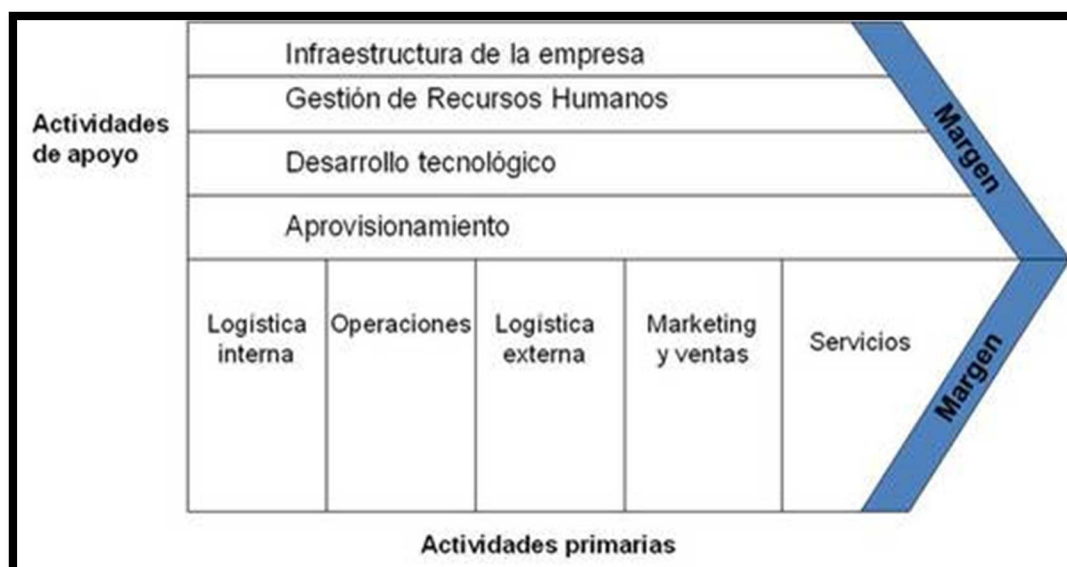 Infraestructura de la empresa
Gestión de Recursos Humanos
Desarrollo tecnológico
Aprovisionamiento
Actividades
de apoyo
Margen
Logística
interna
Operaciones
Logística
externa
Marketing
y ventas
Servicios
Margen
Actividades primarias